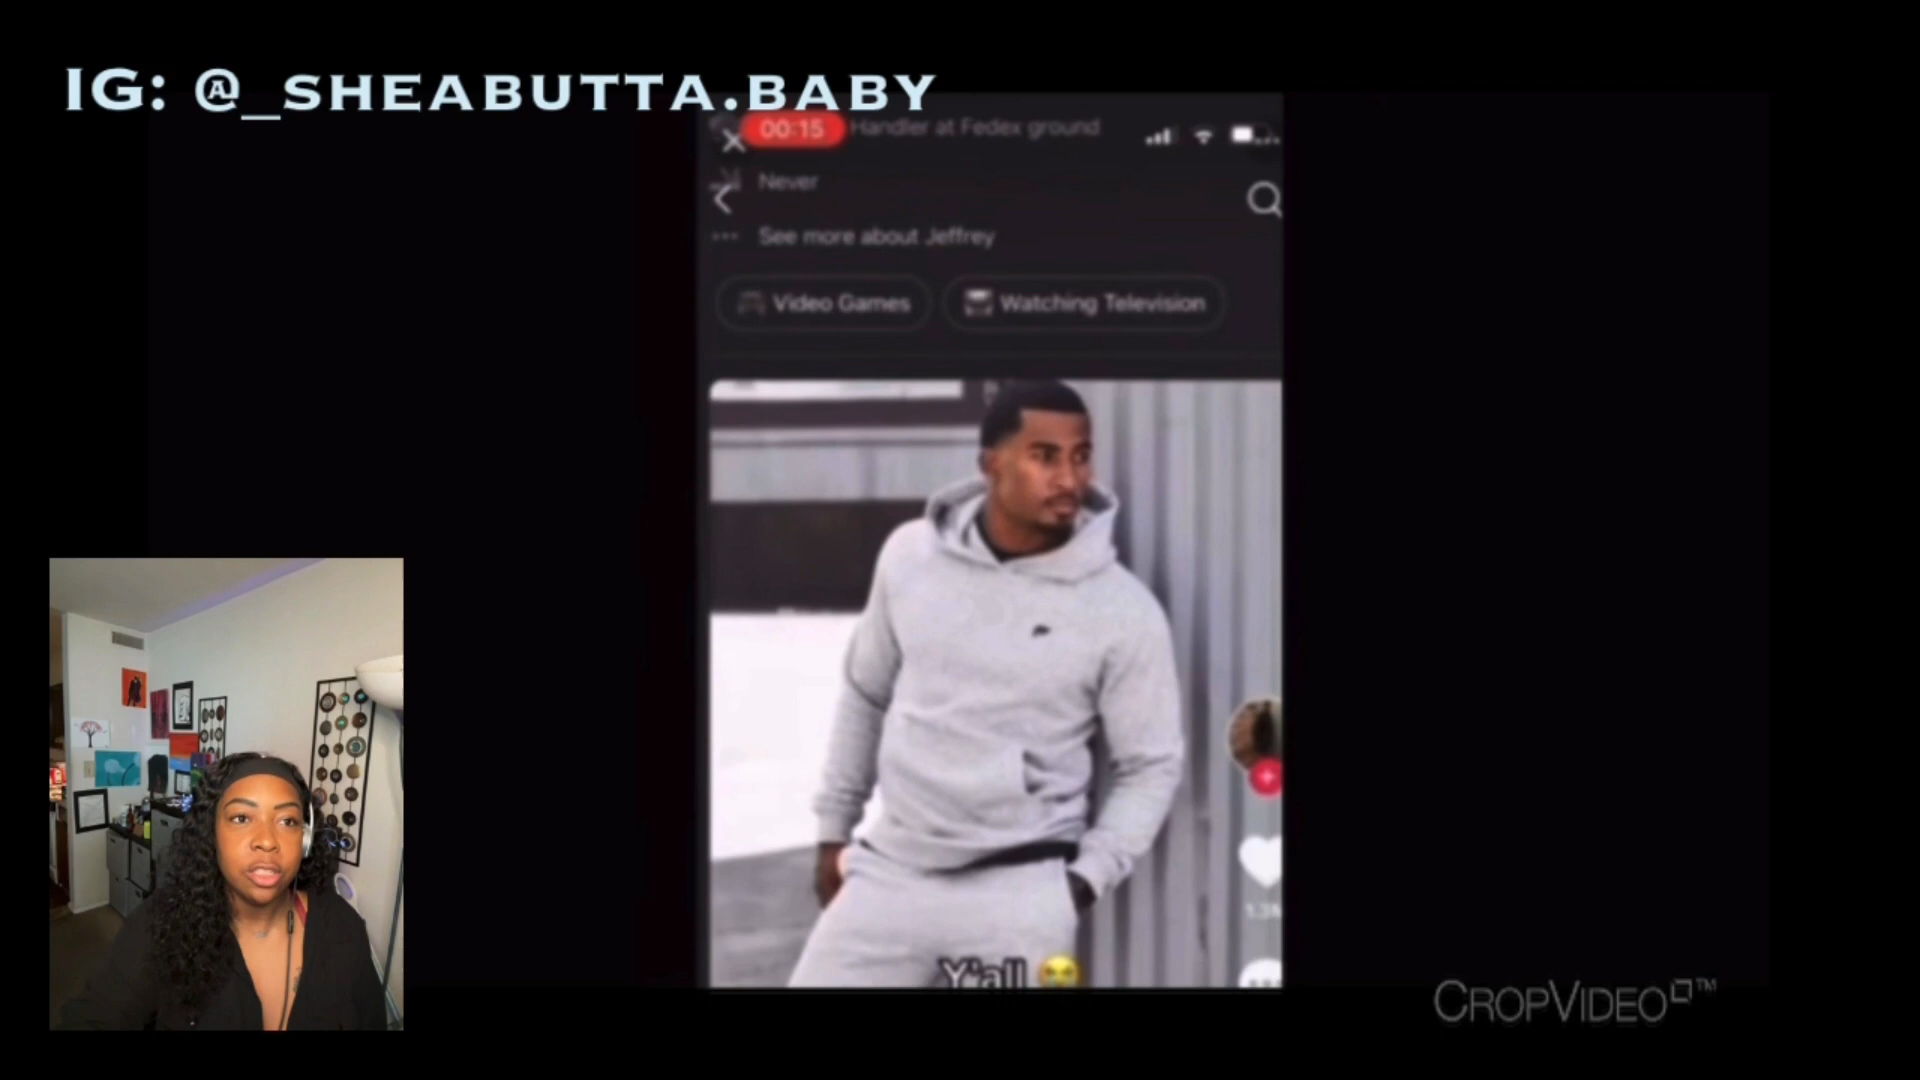 IG: @_SHEABUTTA.BABY
00:15
Handler at Fedex ground
Never
See more about Jeffrey
Video Games
Watching Television
Y'all
CROPVIDEO™